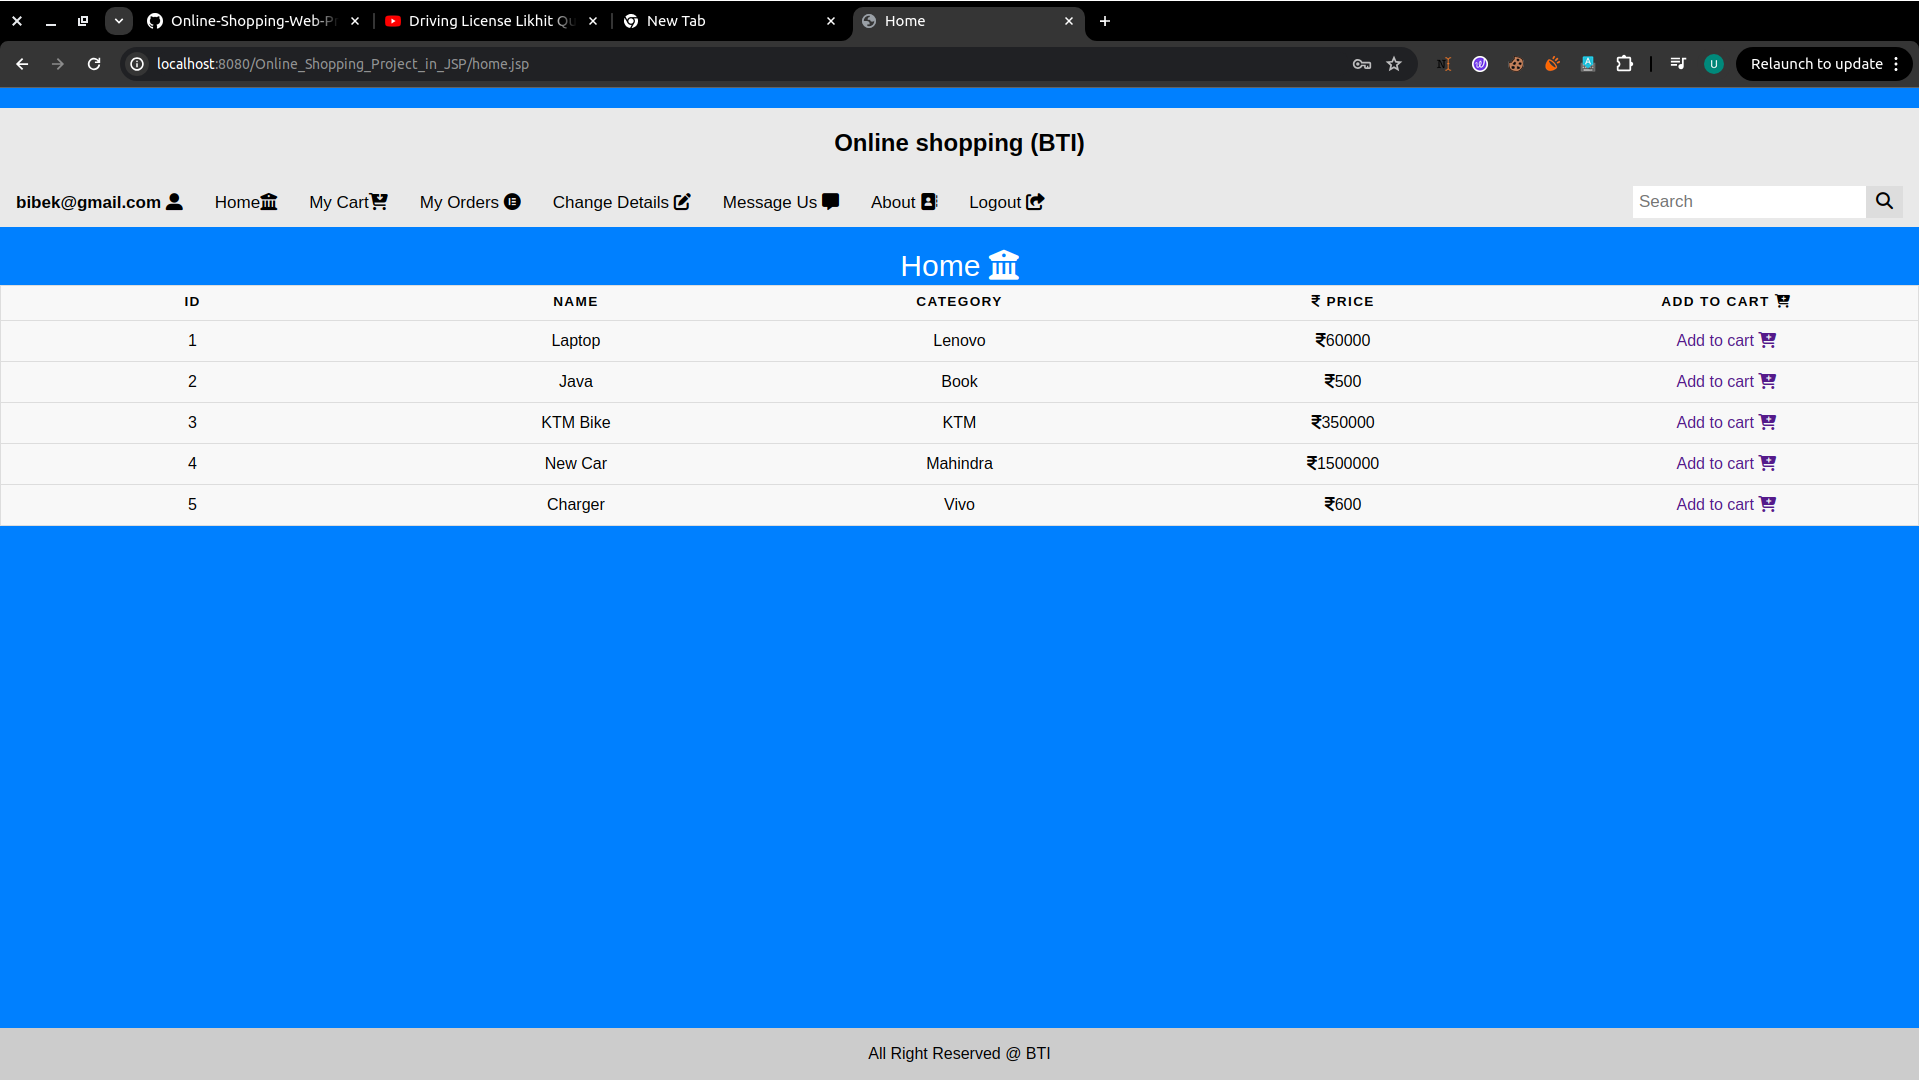 Online-Shopping-Web-Pr
Driving License Likhit Qu
New Tab
Home
localhost:8080/Online_Shopping_Project_in_JSP/home.jsp
U
Relaunch to update
Online shopping (BTI)
bibek@gmail.com Home My Cart My Orders Change Details Message Us About Logout Search
Home
ID NAME CATEGORY ₹ PRICE ADD TO CART
1 Laptop Lenovo ₹60000 Add to cart
2 Java Book ₹500 Add to cart
3 KTM Bike KTM ₹350000 Add to cart
4 New Car Mahindra ₹1500000 Add to cart
5 Charger Vivo ₹600 Add to cart
All Right Reserved @ BTI